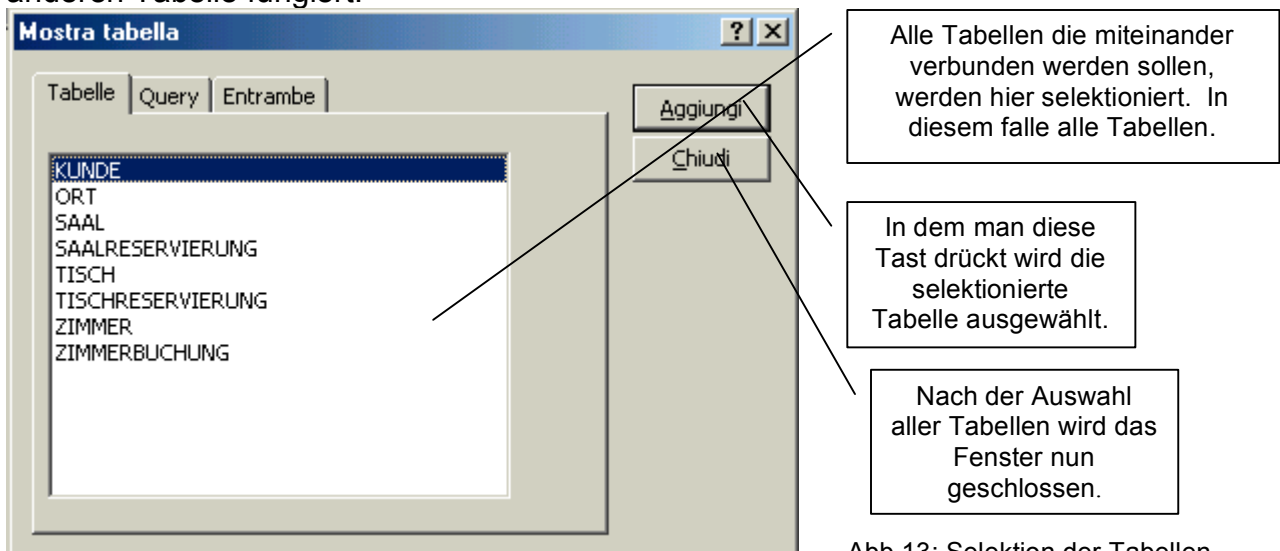 anderen Tabelle fungiert.
Mostra tabella
Tabelle Query Entrambe
Aggiungi
Chiudi
KUNDE
ORT
SAAL
SAALRESERVIERUNG
TISCH
TISCHRESERVIERUNG
ZIMMER
ZIMMERBUCHUNG
Alle Tabellen die miteinander
verbunden werden sollen,
werden hier selektioniert. In
diesem falle alle Tabellen.
In dem man diese
Tast drückt wird die
selektionierte
Tabelle ausgewählt.
Nach der Auswahl
aller Tabellen wird das
Fenster nun
geschlossen.
Abb 13: Selektion der Tabellen